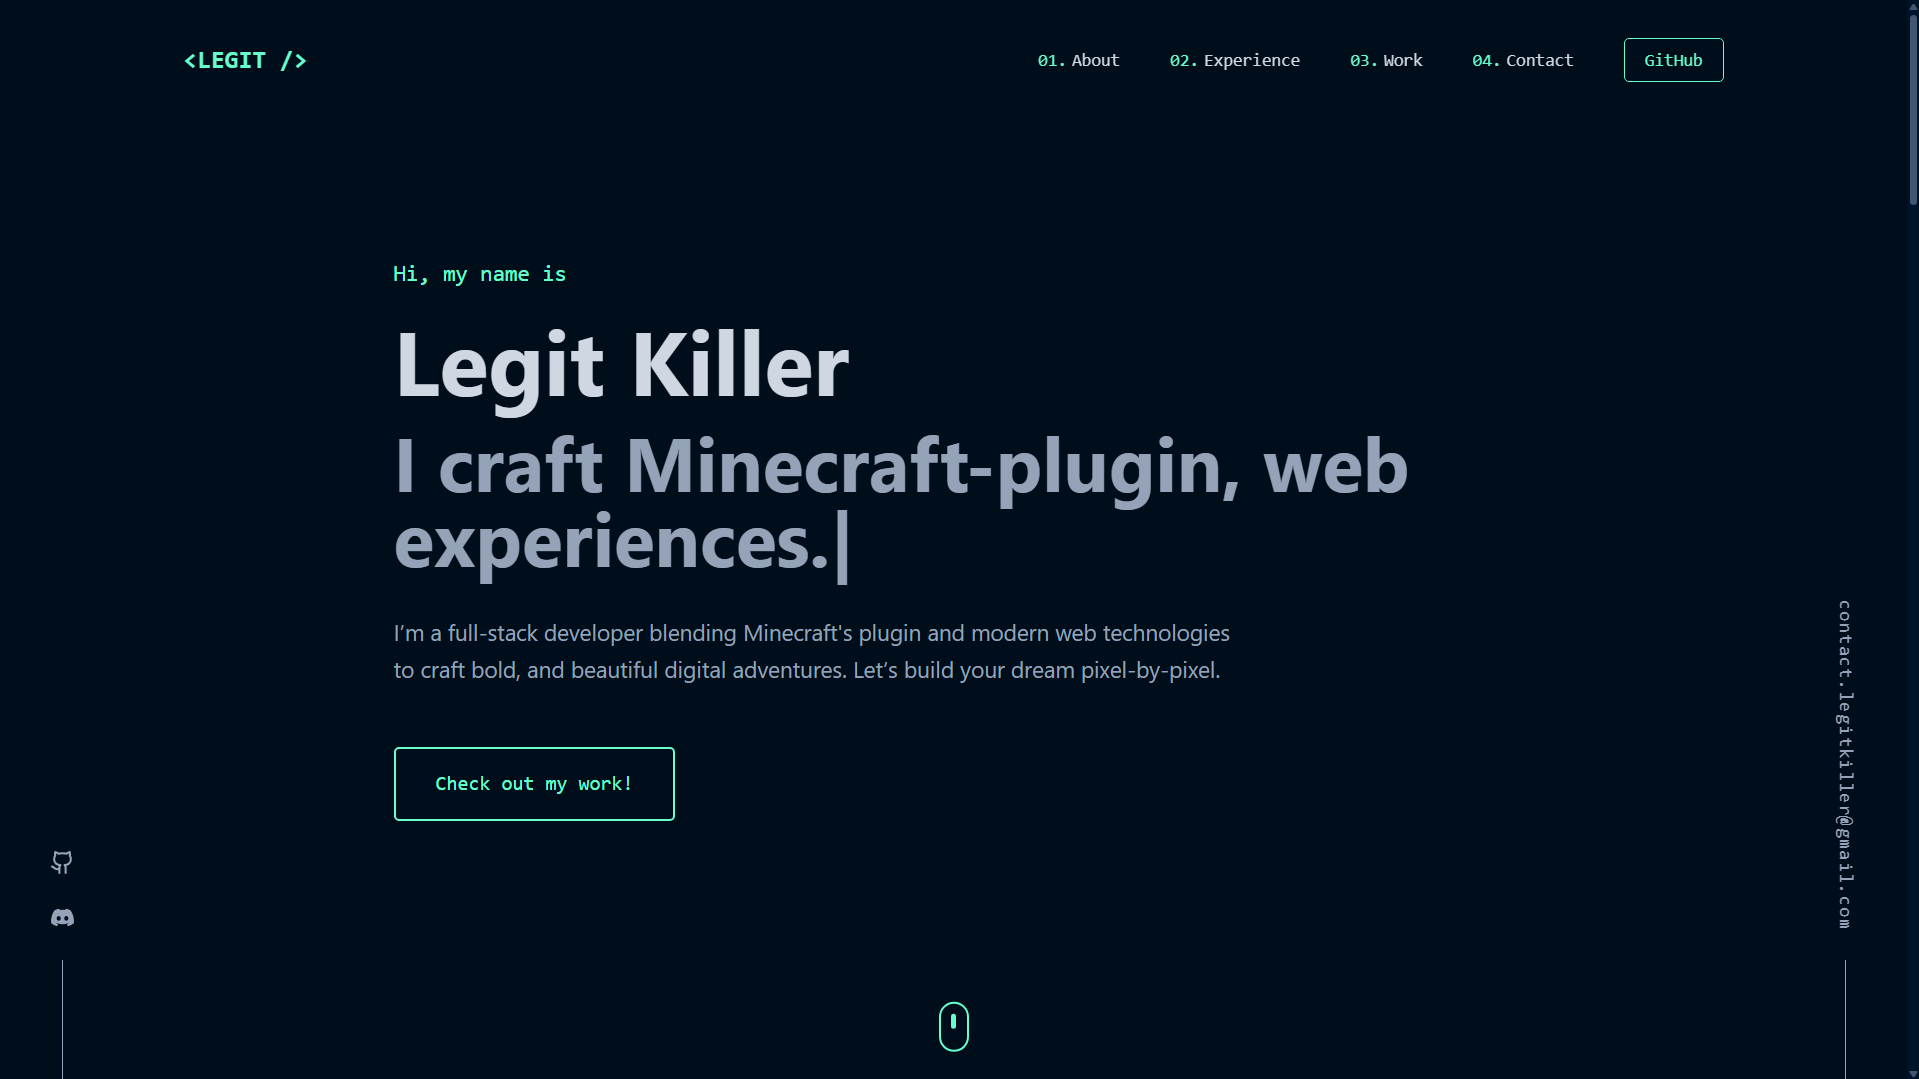 <LEGIT />
01. About 02. Experience 03. Work 04. Contact GitHub
Hi, my name is
Legit Killer
I craft Minecraft-plugin, web
experiences.|
I’m a full-stack developer blending Minecraft's plugin and modern web technologies
to craft bold, and beautiful digital adventures. Let’s build your dream pixel-by-pixel.
Check out my work!
contact.legitkiller@gmail.com